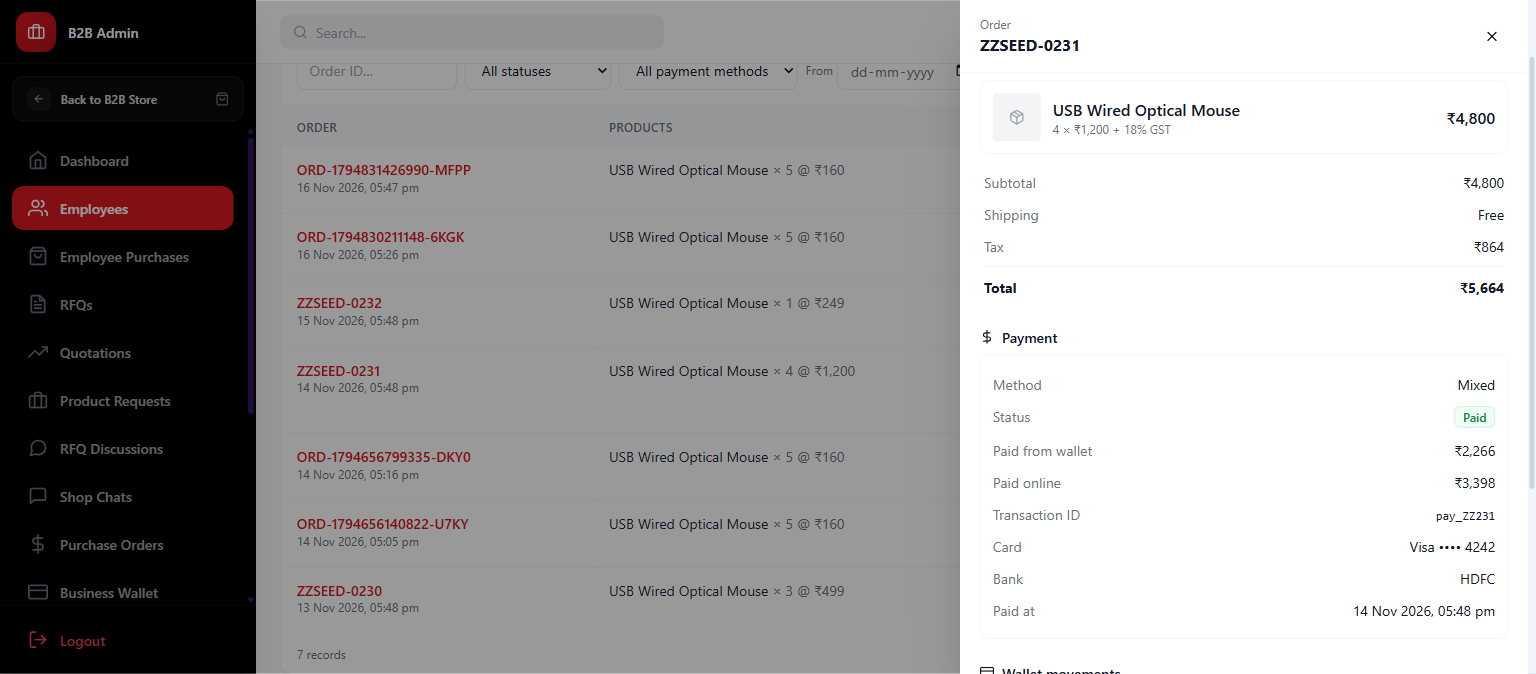 B2B Admin
Back to B2B Store
Dashboard
Employees
Employee Purchases
RFQs
Quotations
Product Requests
RFQ Discussions
Shop Chats
Purchase Orders
Business Wallet
Logout
Search...
Order ID... All statuses All payment methods From dd-mm-yyyy
ORDER PRODUCTS
ORD-1794831426990-MFPP USB Wired Optical Mouse × 5 @ ₹160
16 Nov 2026, 05:47 pm
ORD-1794830211148-6KGK USB Wired Optical Mouse × 5 @ ₹160
16 Nov 2026, 05:26 pm
ZZSEED-0232 USB Wired Optical Mouse × 1 @ ₹249
15 Nov 2026, 05:48 pm
ZZSEED-0231 USB Wired Optical Mouse × 4 @ ₹1,200
14 Nov 2026, 05:48 pm
ORD-1794656799335-DKY0 USB Wired Optical Mouse × 5 @ ₹160
14 Nov 2026, 05:16 pm
ORD-1794656140822-U7KY USB Wired Optical Mouse × 5 @ ₹160
14 Nov 2026, 05:05 pm
ZZSEED-0230 USB Wired Optical Mouse × 3 @ ₹499
13 Nov 2026, 05:48 pm
7 records
Order
ZZSEED-0231
USB Wired Optical Mouse ₹4,800
4 × ₹1,200 + 18% GST
Subtotal ₹4,800
Shipping Free
Tax ₹864
Total ₹5,664
Payment
Method Mixed
Status Paid
Paid from wallet ₹2,266
Paid online ₹3,398
Transaction ID pay_ZZ231
Card Visa •••• 4242
Bank HDFC
Paid at 14 Nov 2026, 05:48 pm
Wallet movements